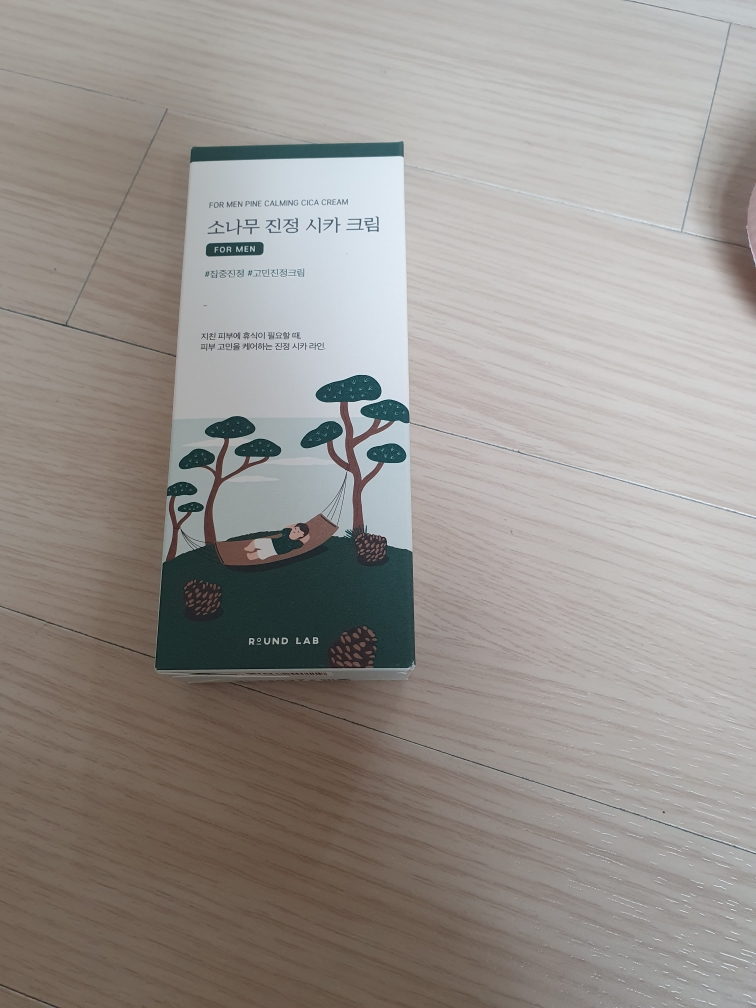 FOR MEN PINE CALMING CICA CREAM
소나무 진정 시카 크림
FOR MEN
#집중진정 #고민진정크림
지친 피부에 휴식이 필요할 때,
피부 고민을 케어하는 진정 시카 라인.
ROUND LAB